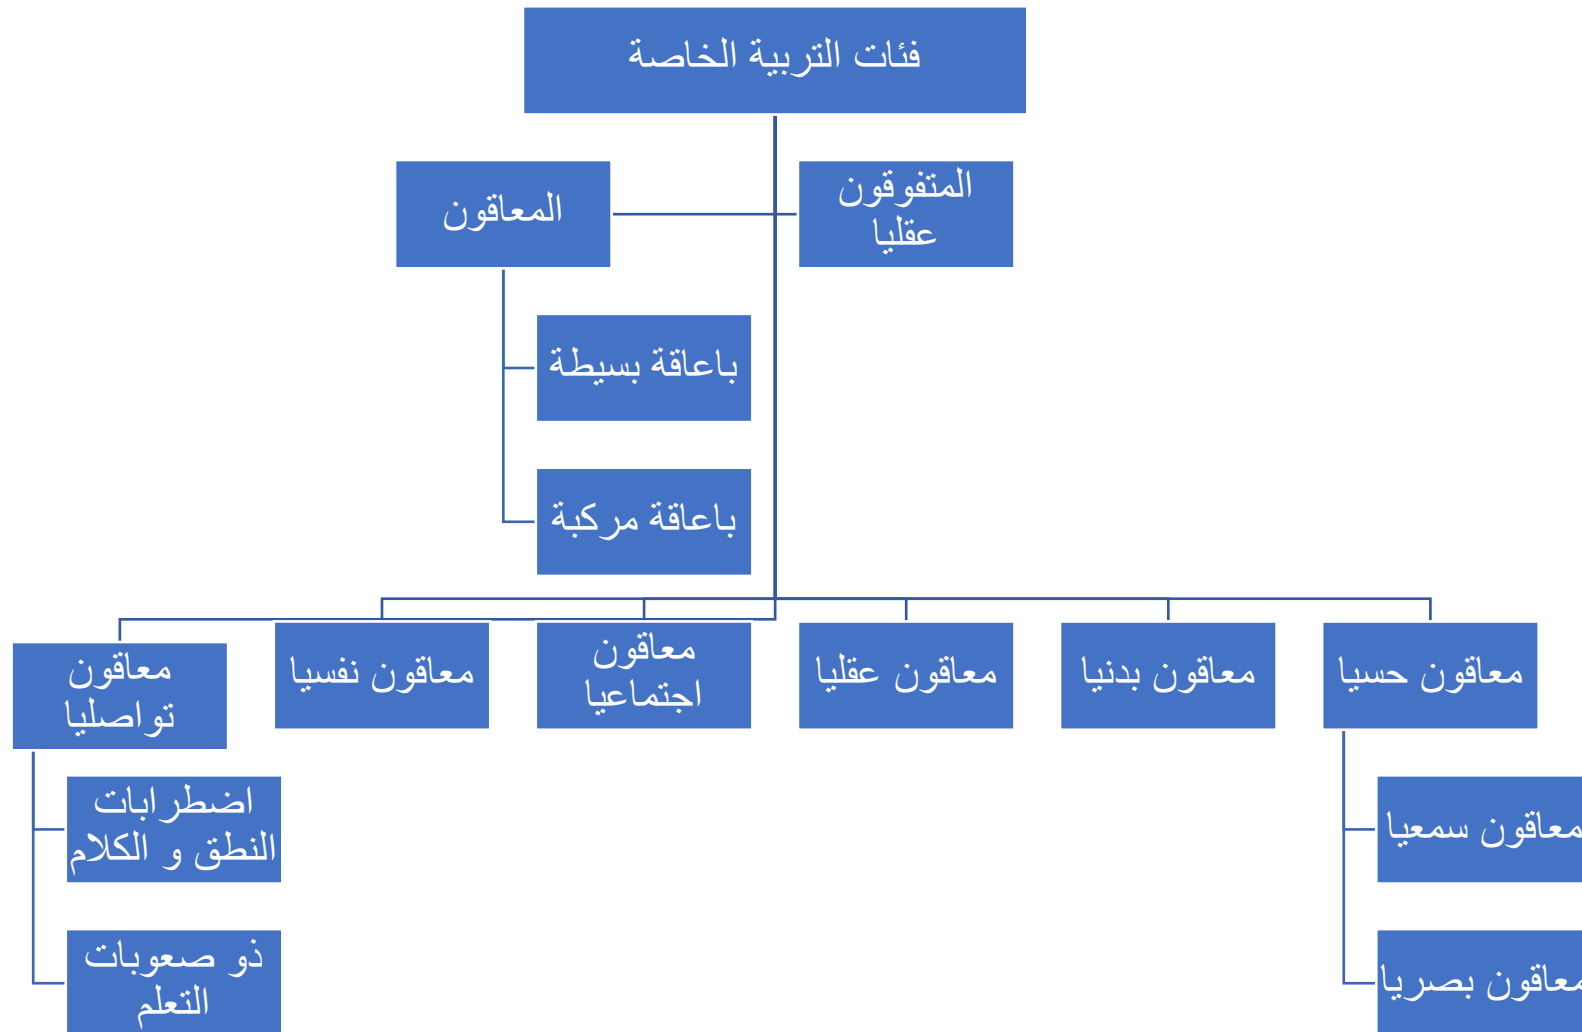 فئات التربية الخاصة
المتفوقون
عقليا
المعاقون
باعاقة بسيطة
باعاقة مركبة
معاقون حسيا
معاقون بدنيا
معاقون عقليا
معاقون
اجتماعيا
معاقون نفسيا
معاقون
تواصليا
معاقون سمعيا
معاقون بصريا
اضطرابات
النطق و الكلام
ذو صعوبات
التعلم